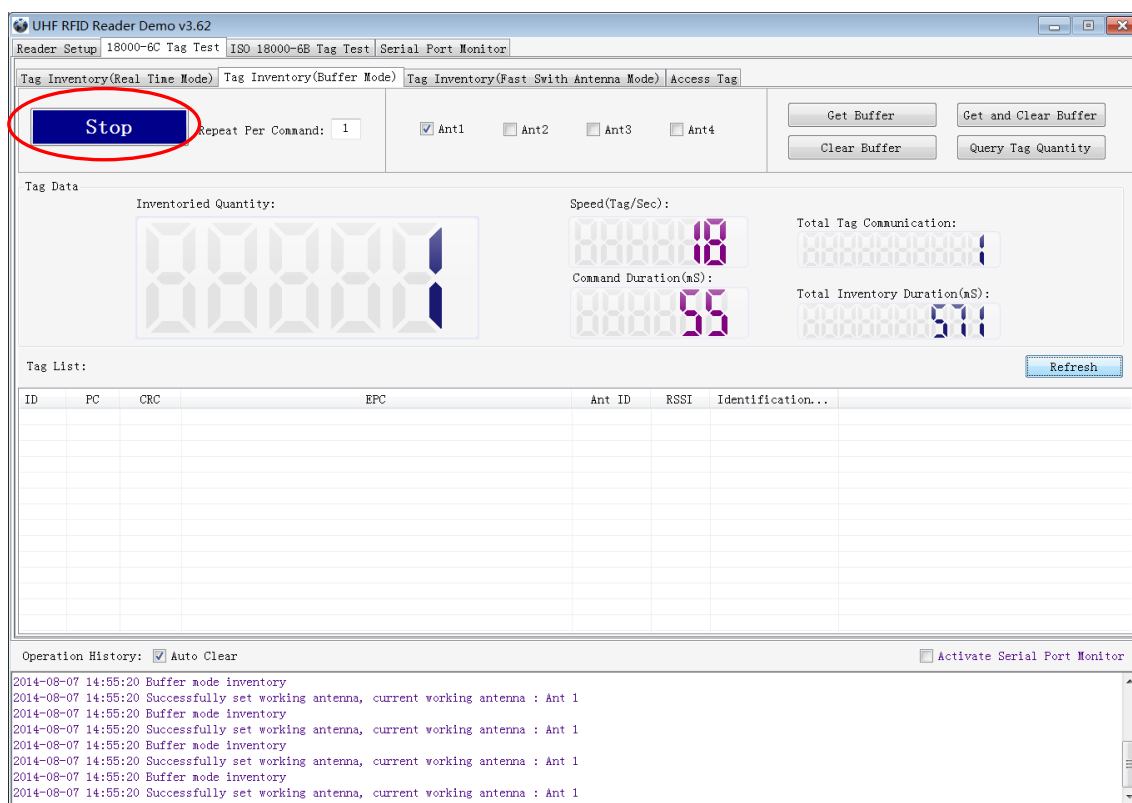 UHF RFID Reader Demo v3.62
Reader Setup 18000-6C Tag Test ISO 18000-6B Tag Test Serial Port Monitor
Tag Inventory(Real Time Mode) Tag Inventory(Buffer Mode) Tag Inventory(Fast Swith Antenna Mode) Access Tag
Stop Repeat Per Command: 1 Ant1 Ant2 Ant3 Ant4
Get Buffer Get and Clear Buffer
Clear Buffer Query Tag Quantity
Tag Data
Inventoried Quantity: Speed(Tag/Sec): Total Tag Communication:
1 18 1
Command Duration(mS): Total Inventory Duration(mS):
55 571
Tag List: Refresh
ID PC CRC EPC Ant ID RSSI Identification...
Operation History: Auto Clear Activate Serial Port Monitor
2014-08-07 14:55:20 Buffer mode inventory
2014-08-07 14:55:20 Successfully set working antenna, current working antenna : Ant 1
2014-08-07 14:55:20 Buffer mode inventory
2014-08-07 14:55:20 Successfully set working antenna, current working antenna : Ant 1
2014-08-07 14:55:20 Buffer mode inventory
2014-08-07 14:55:20 Successfully set working antenna, current working antenna : Ant 1
2014-08-07 14:55:20 Buffer mode inventory
2014-08-07 14:55:20 Successfully set working antenna, current working antenna : Ant 1